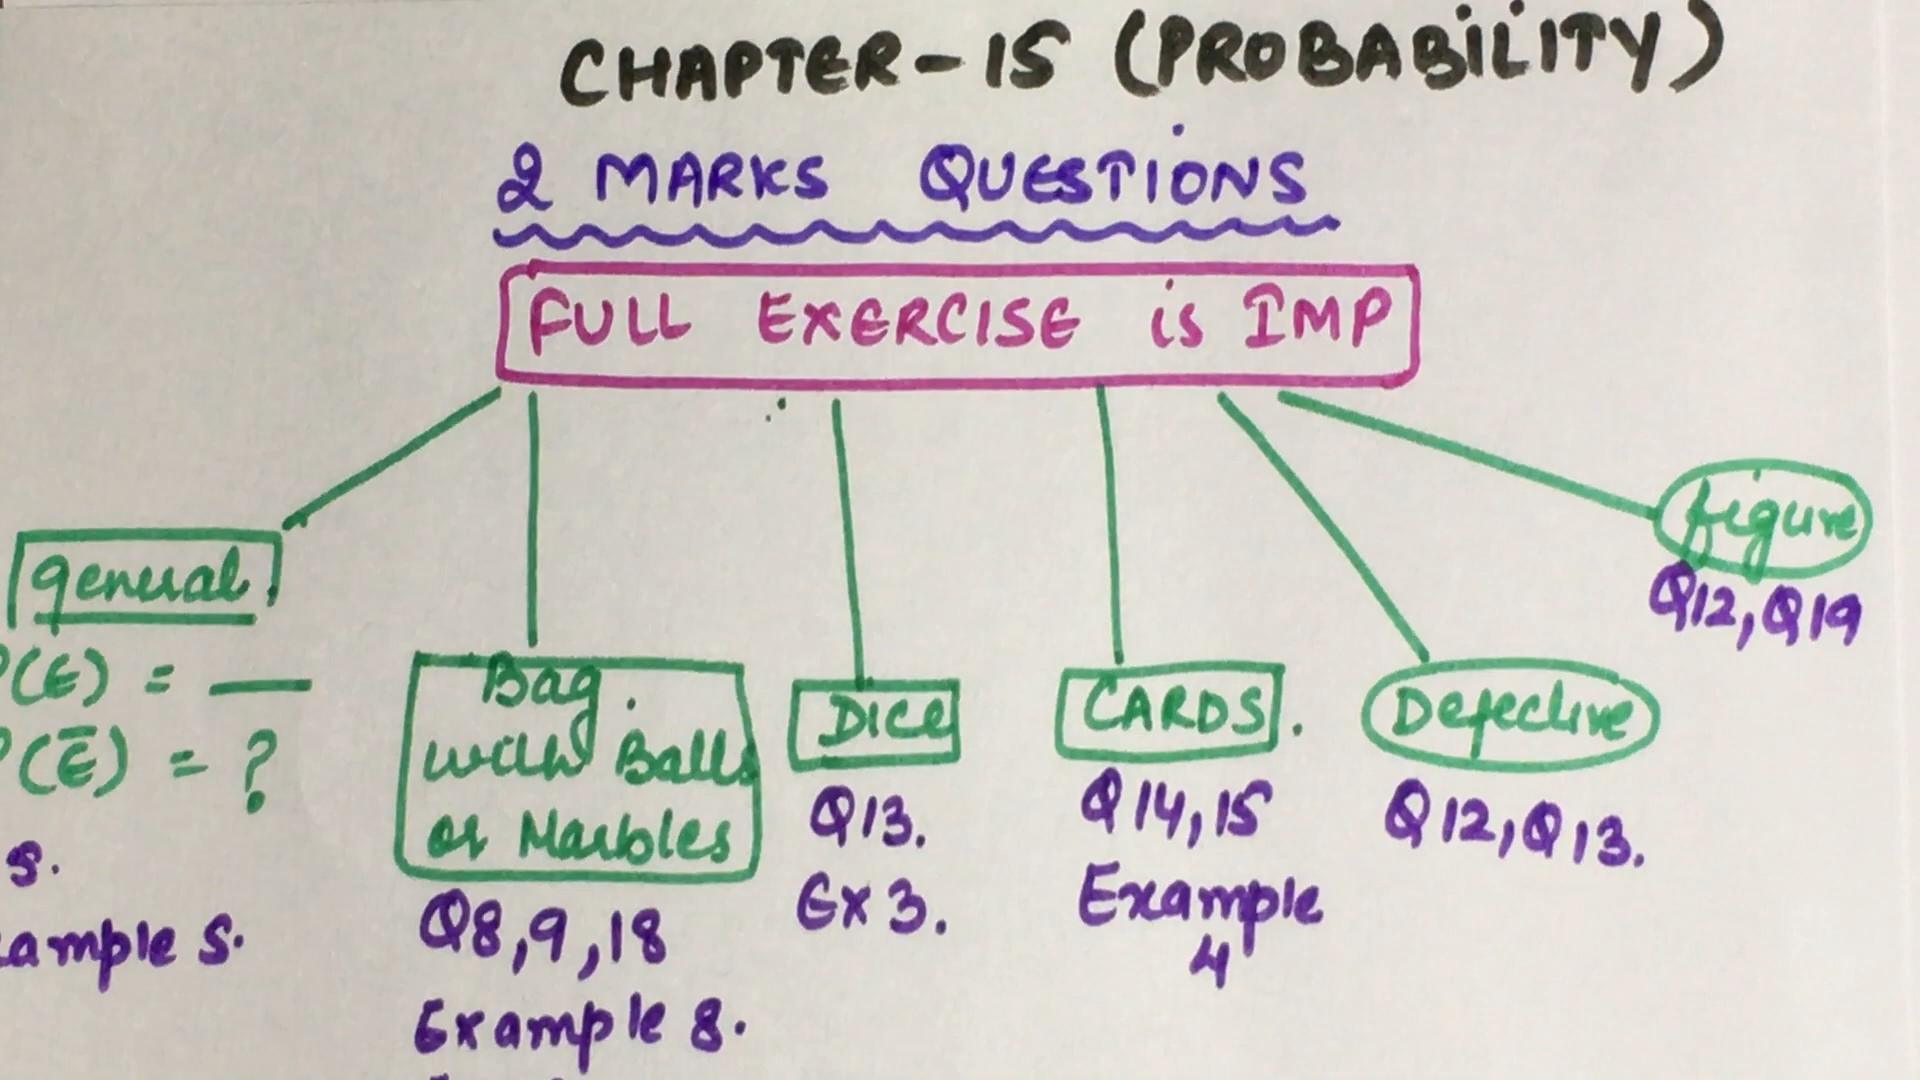 CHAPTER-15 (PROBABILITY)
2 MARKS QUESTIONS
FULL EXERCISE is IMP
general.
P(E) = —
P(Ē) = ?
5.
ample 5.
Bag.
with Balls
or Marbles
Q8,9,18
Example 8.
DICE
Q13.
Ex 3.
CARDS.
Q14,15
Example
4
Defective
Q12,Q13.
figure
Q12,Q19